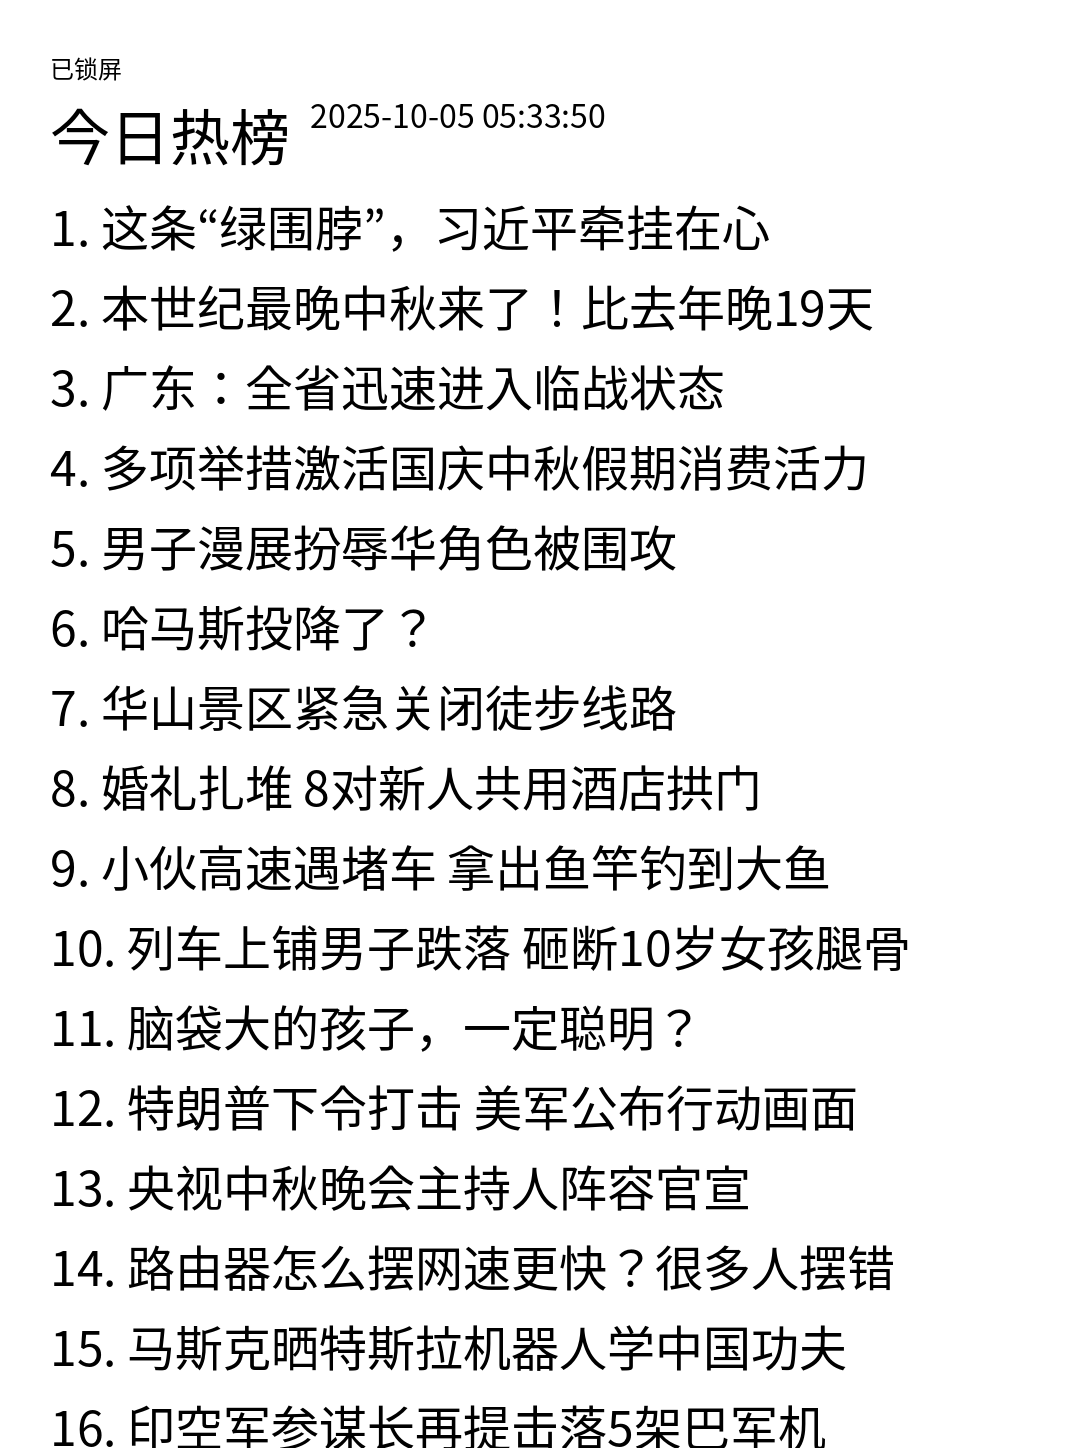 已锁屏
今日热榜 2025-10-05 05:33:50
1. 这条“绿围脖”，习近平牵挂在心
2. 本世纪最晚中秋来了！比去年晚19天
3. 广东：全省迅速进入临战状态
4. 多项举措激活国庆中秋假期消费活力
5. 男子漫展扮辱华角色被围攻
6. 哈马斯投降了？
7. 华山景区紧急关闭徒步线路
8. 婚礼扎堆 8对新人共用酒店拱门
9. 小伙高速遇堵车 拿出鱼竿钓到大鱼
10. 列车上铺男子跌落 砸断10岁女孩腿骨
11. 脑袋大的孩子，一定聪明？
12. 特朗普下令打击 美军公布行动画面
13. 央视中秋晚会主持人阵容官宣
14. 路由器怎么摆网速更快？很多人摆错
15. 马斯克晒特斯拉机器人学中国功夫
16. 印空军参谋长再提击落5架巴军机